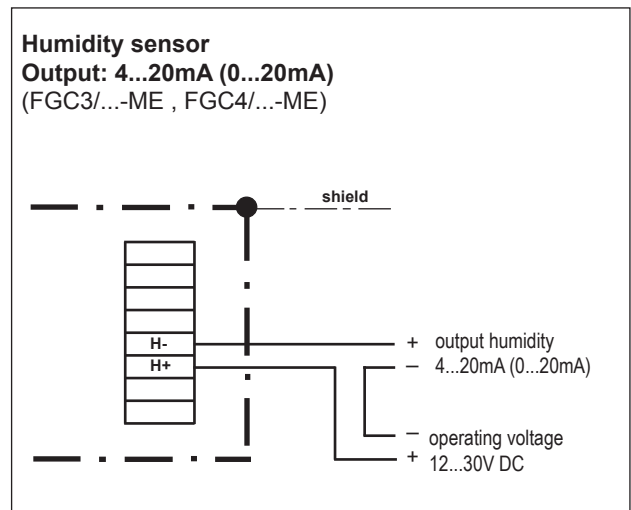 Humidity sensor
Output: 4...20mA (0...20mA)
(FGC3/...-ME , FGC4/...-ME)
shield
H-
+ output humidity
H+
– 4...20mA (0...20mA)
– operating voltage
+ 12...30V DC